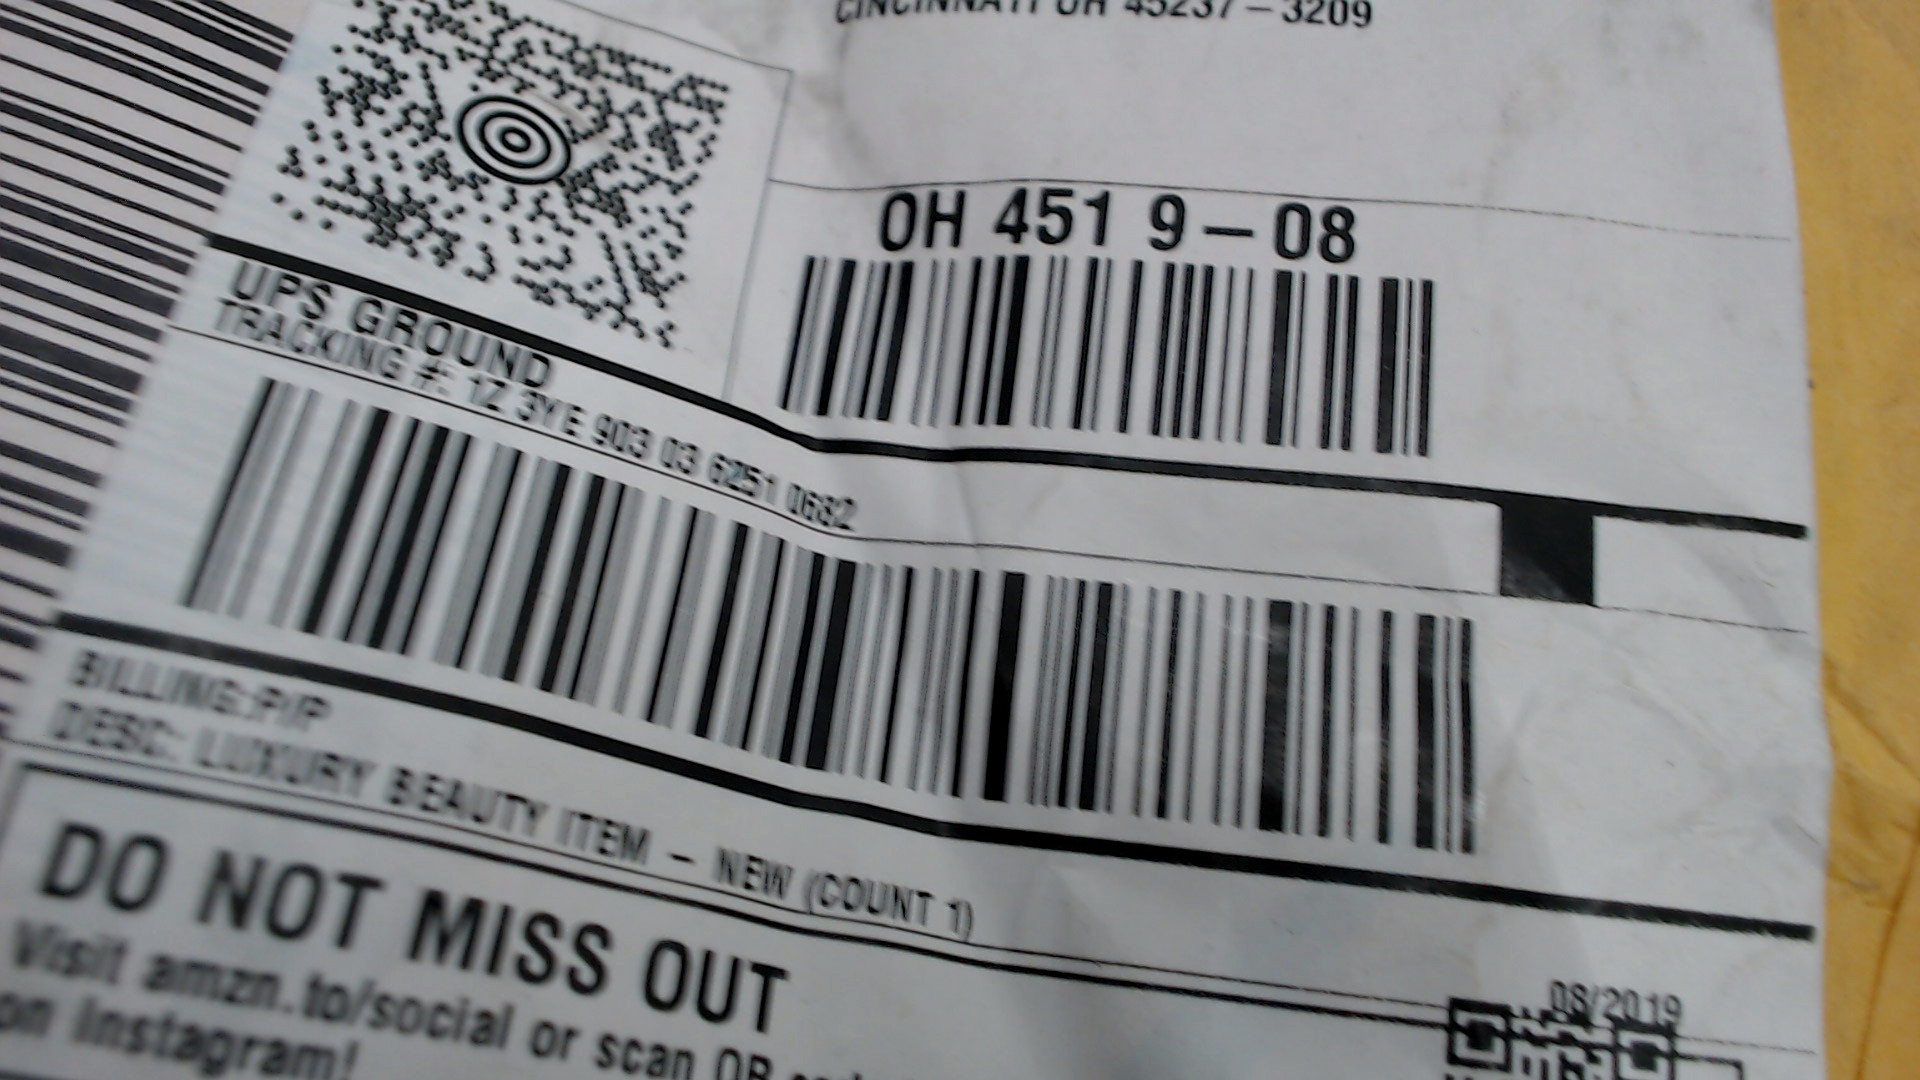 CINCINNATI OH 45237-3209
OH 451 9-08
UPS GROUND
TRACKING #: 1Z 3YE 903 03 6251 0682
BILLING:P/P
DESC: LUXURY BEAUTY ITEM - NEW (COUNT 1)
DO NOT MISS OUT
Visit amzn.to/social or scan QR
on Instagram!
08/2019